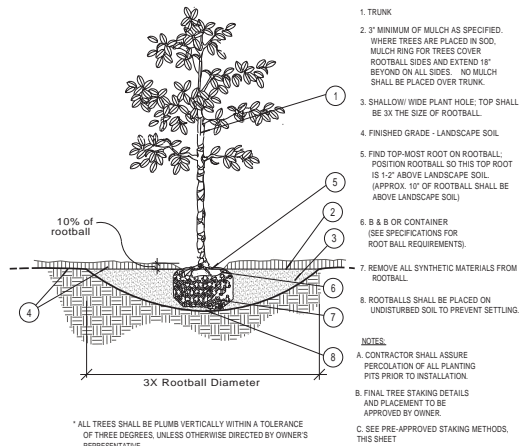 1. TRUNK
2. 3" MINIMUM OF MULCH AS SPECIFIED.
WHERE TREES ARE PLACED IN SOD,
MULCH RING FOR TREES COVER
ROOTBALL SIDES AND EXTEND 18"
BEYOND ON ALL SIDES. NO MULCH
SHALL BE PLACED OVER TRUNK.
3. SHALLOW/ WIDE PLANT HOLE; TOP SHALL
BE 3X THE SIZE OF ROOTBALL.
4. FINISHED GRADE - LANDSCAPE SOIL
5. FIND TOP-MOST ROOT ON ROOTBALL;
POSITION ROOTBALL SO THIS TOP ROOT
IS 1-2" ABOVE LANDSCAPE SOIL.
(APPROX. 10" OF ROOTBALL SHALL BE
ABOVE LANDSCAPE SOIL)
6. B & B OR CONTAINER
(SEE SPECIFICATIONS FOR
ROOT BALL REQUIREMENTS).
7. REMOVE ALL SYNTHETIC MATERIALS FROM
ROOTBALL.
8. ROOTBALLS SHALL BE PLACED ON
UNDISTURBED SOIL TO PREVENT SETTLING.
NOTES:
A. CONTRACTOR SHALL ASSURE
PERCOLATION OF ALL PLANTING
PITS PRIOR TO INSTALLATION.
B. FINAL TREE STAKING DETAILS
AND PLACEMENT TO BE
APPROVED BY OWNER.
C. SEE PRE-APPROVED STAKING METHODS,
THIS SHEET
1
5
2
3
6
7
8
4
10% of
rootball
3X Rootball Diameter
* ALL TREES SHALL BE PLUMB VERTICALLY WITHIN A TOLERANCE
OF THREE DEGREES, UNLESS OTHERWISE DIRECTED BY OWNER'S
REPRESENTATIVE